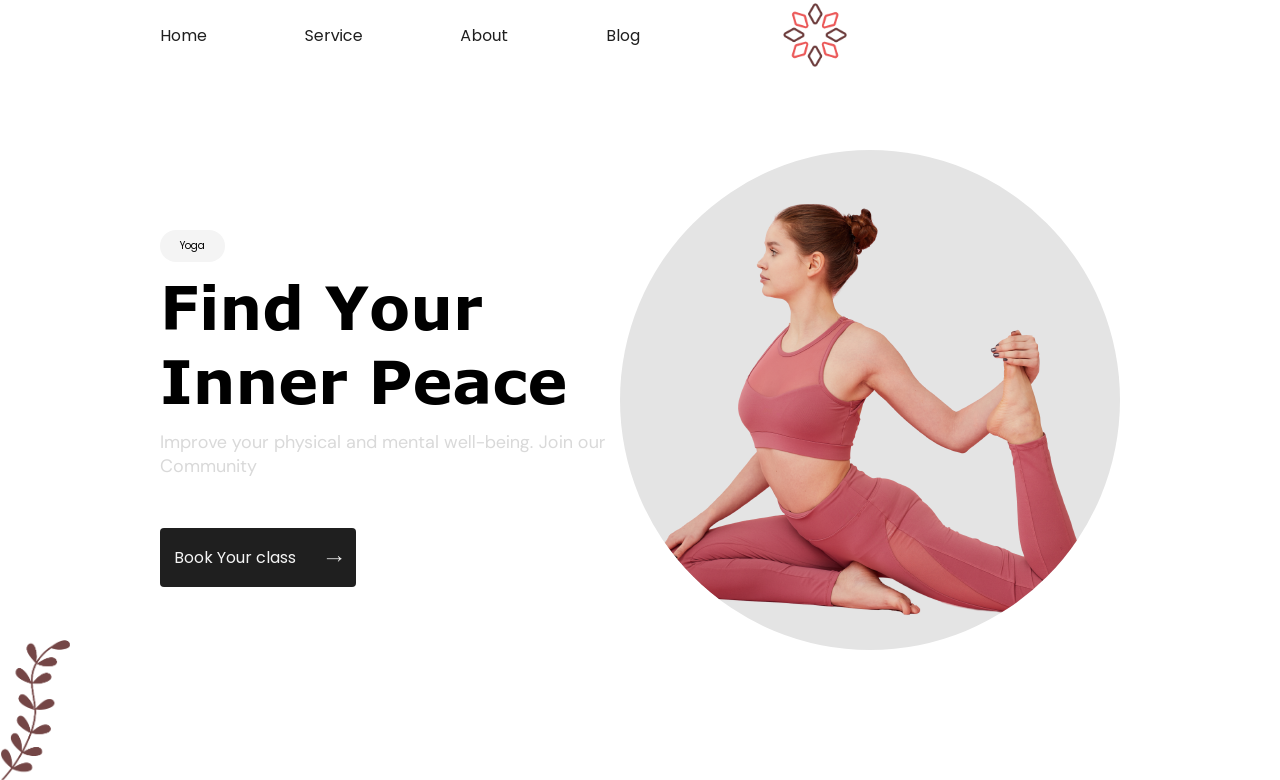 Home Service About Blog
Yoga
Find Your
Inner Peace
Improve your physical and mental well-being. Join our
Community
Book Your class →